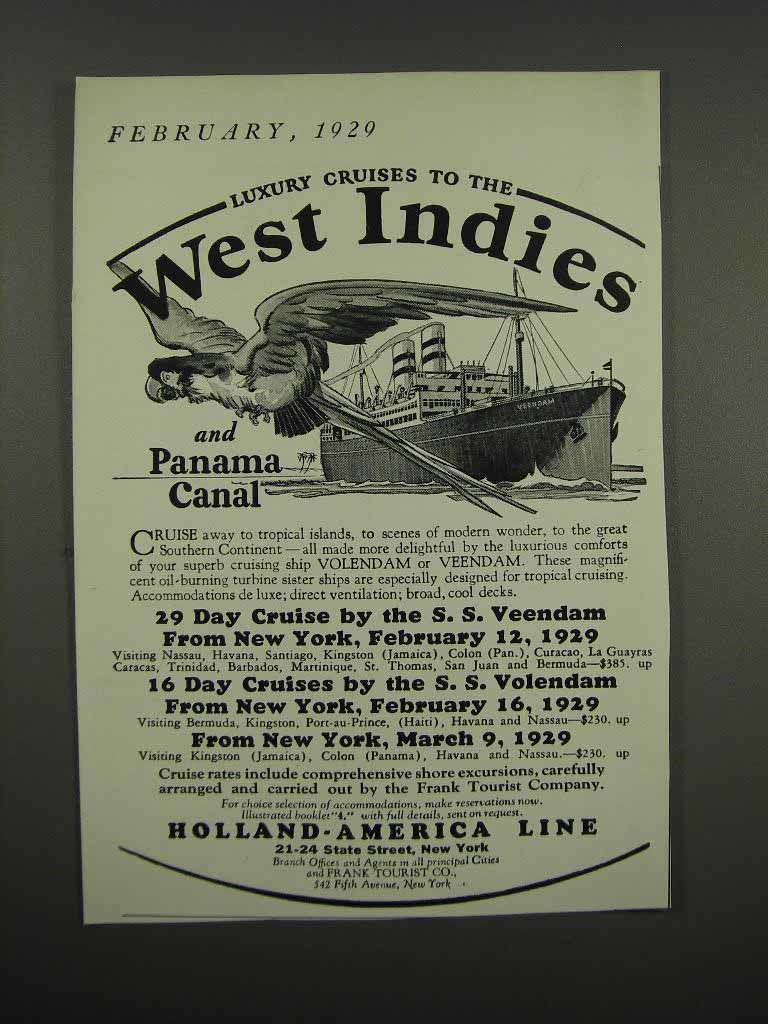 FEBRUARY, 1929
LUXURY CRUISES TO THE
West Indies
VEENDAM
and
Panama
Canal
CRUISE away to tropical islands, to scenes of modern wonder, to the great
Southern Continent — all made more delightful by the luxurious comforts
of your superb cruising ship VOLENDAM or VEENDAM. These magnifi-
cent oil-burning turbine sister ships are especially designed for tropical cruising.
Accommodations de luxe; direct ventilation; broad, cool decks.
29 Day Cruise by the S. S. Veendam
From New York, February 12, 1929
Visiting Nassau, Havana, Santiago, Kingston (Jamaica), Colon (Pan.), Curacao, La Guayras
Caracas, Trinidad, Barbados, Martinique, St. Thomas, San Juan and Bermuda—$385. up
16 Day Cruises by the S. S. Volendam
From New York, February 16, 1929
Visiting Bermuda, Kingston, Port-au-Prince, (Haiti), Havana and Nassau—$230. up
From New York, March 9, 1929
Visiting Kingston (Jamaica), Colon (Panama), Havana and Nassau.—$230. up
Cruise rates include comprehensive shore excursions, carefully
arranged and carried out by the Frank Tourist Company.
For choice selection of accommodations, make reservations now.
Illustrated booklet "4," with full details, sent on request.
HOLLAND-AMERICA LINE
21-24 State Street, New York
Branch Offices and Agents in all principal Cities
and FRANK TOURIST CO.,
542 Fifth Avenue, New York